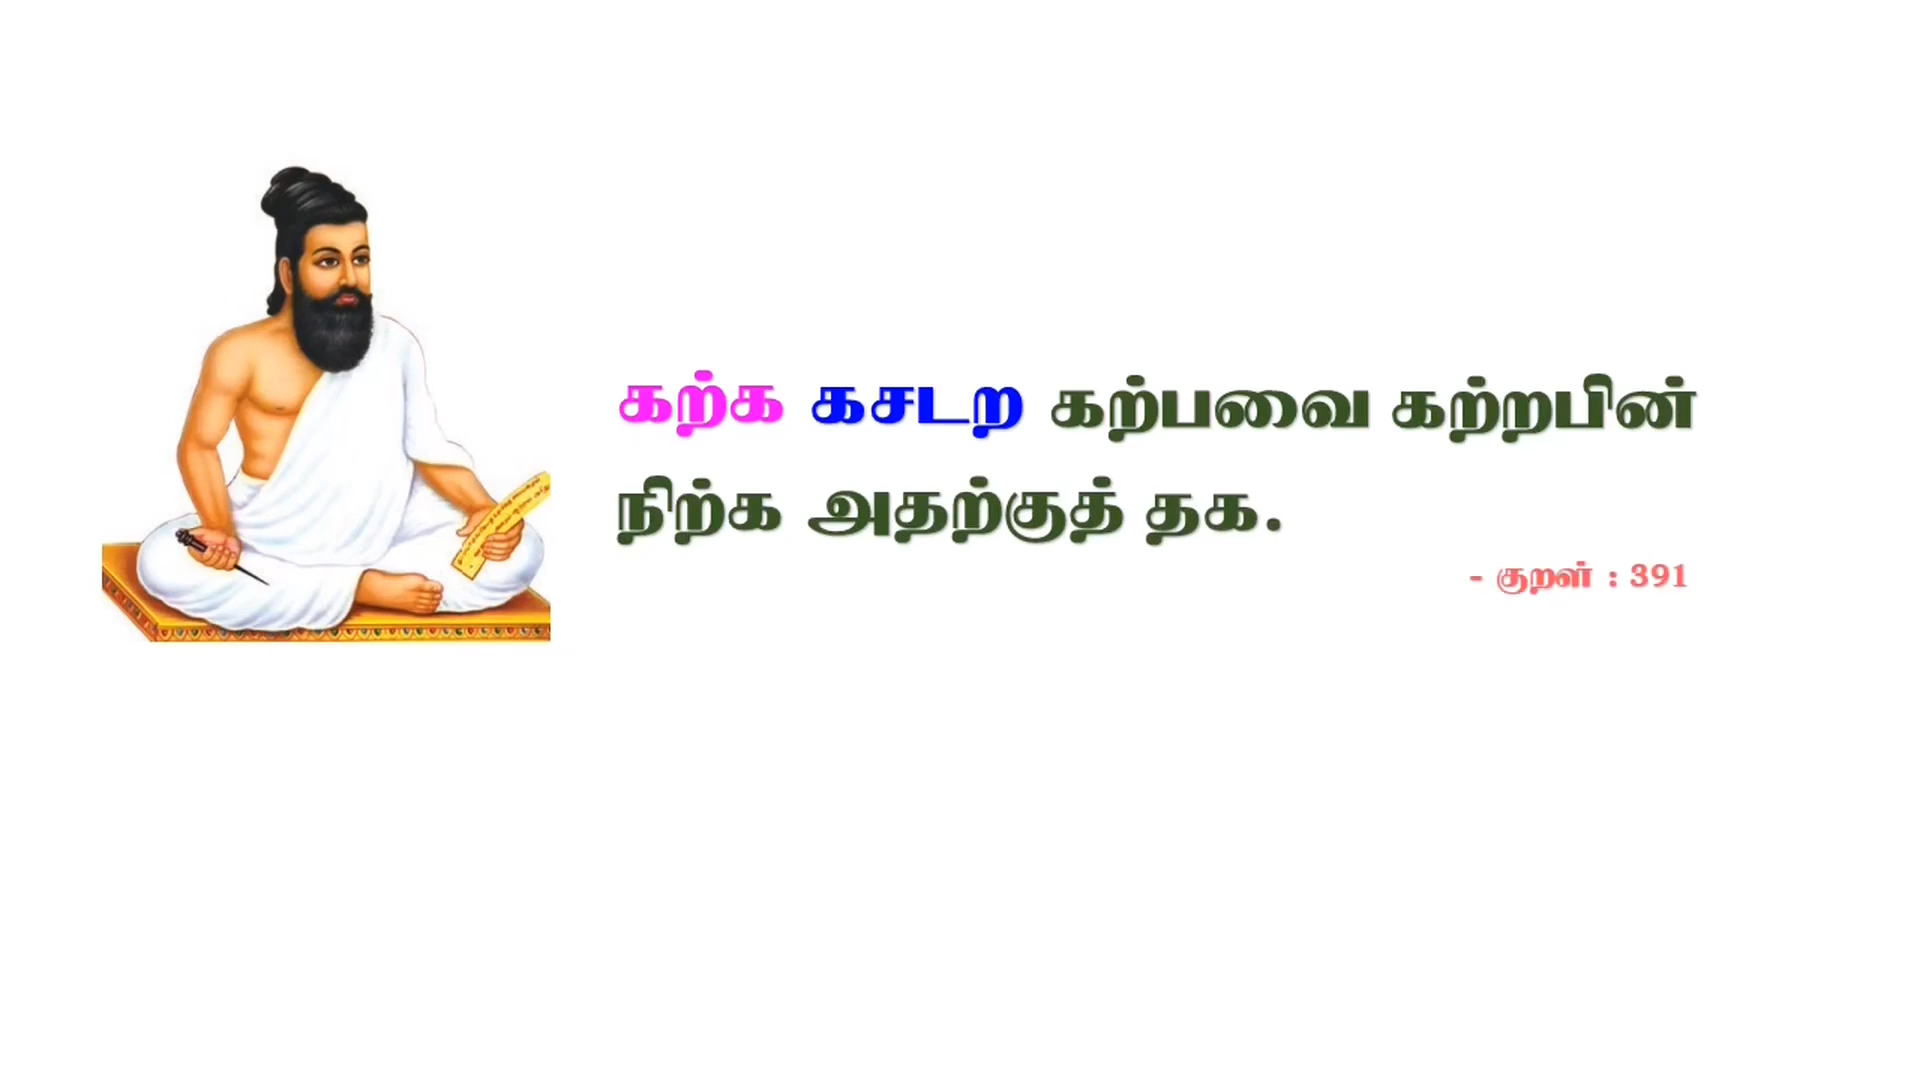 கற்க கசடற கற்பவை கற்றபின்
நிற்க அதற்குத் தக.
- குறள் : 391